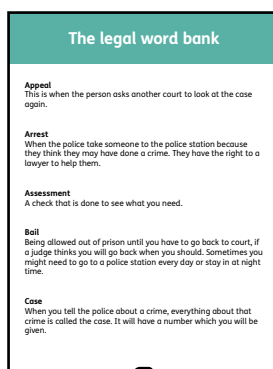 The legal word bank
Appeal
This is when the person asks another court to look at the case
again.
Arrest
When the police take someone to the police station because
they think they may have done a crime. They have the right to a
lawyer to help them.
Assessment
A check that is done to see what you need.
Bail
Being allowed out of prison until you have to go back to court, if
a judge thinks you will go back when you should. Sometimes you
might need to go to a police station every day or stay in at night
time.
Case
When you tell the police about a crime, everything about that
crime is called the case. It will have a number which you will be
given.